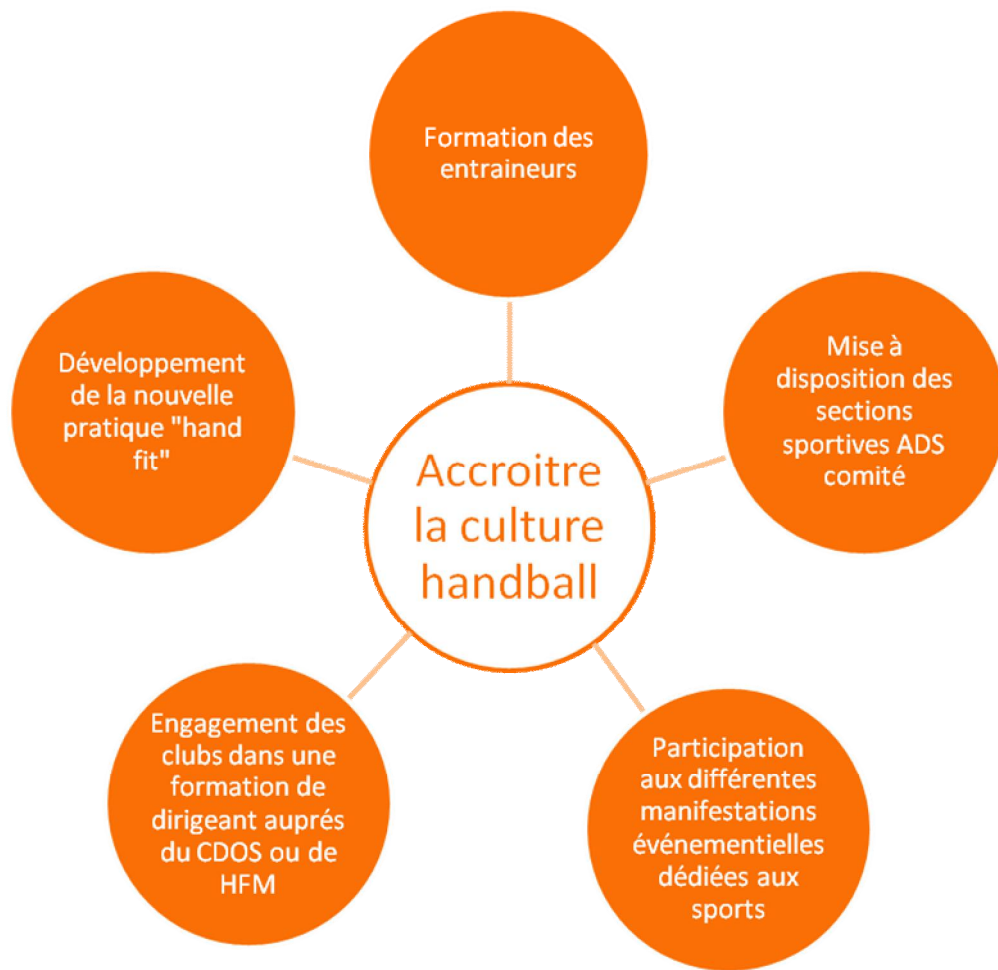 Formation des
entraineurs
Mise à
disposition des
sections
sportives ADS
comité
Participation
aux différentes
manifestations
événementielles
dédiées aux
sports
Engagement des
clubs dans une
formation de
dirigeant auprés
du CDOS ou de
HFM
Développement
de la nouvelle
pratique "hand
fit"
Accroitre
la culture
handball